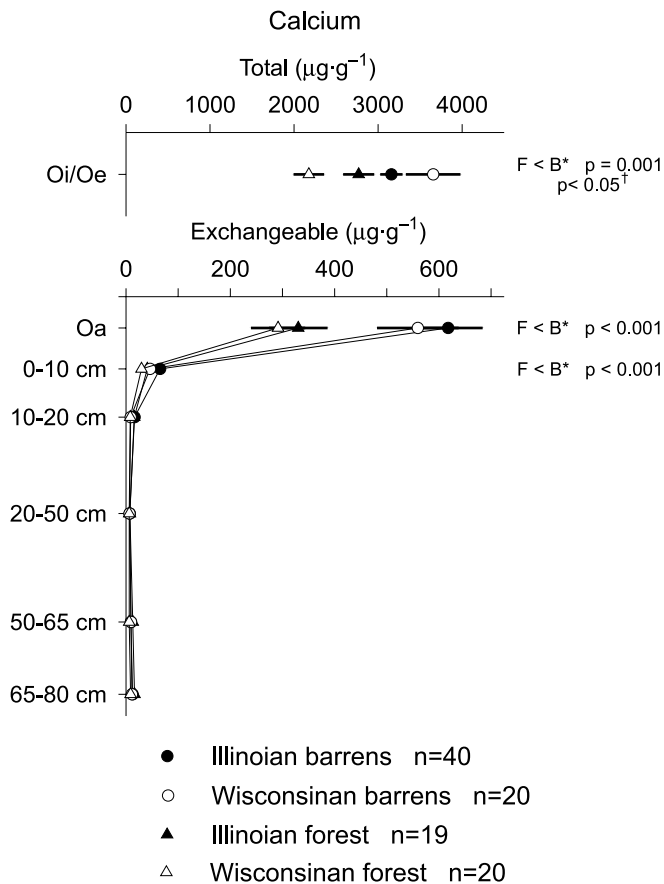 Calcium
Total (μg·g⁻¹)
0 1000 2000 3000 4000
Oi/Oe
F < B* p = 0.001
p< 0.05†
Exchangeable (μg·g⁻¹)
0 200 400 600
Oa
F < B* p < 0.001
0-10 cm
F < B* p < 0.001
10-20 cm
20-50 cm
50-65 cm
65-80 cm
Illinoian barrens n=40
Wisconsinan barrens n=20
Illinoian forest n=19
Wisconsinan forest n=20